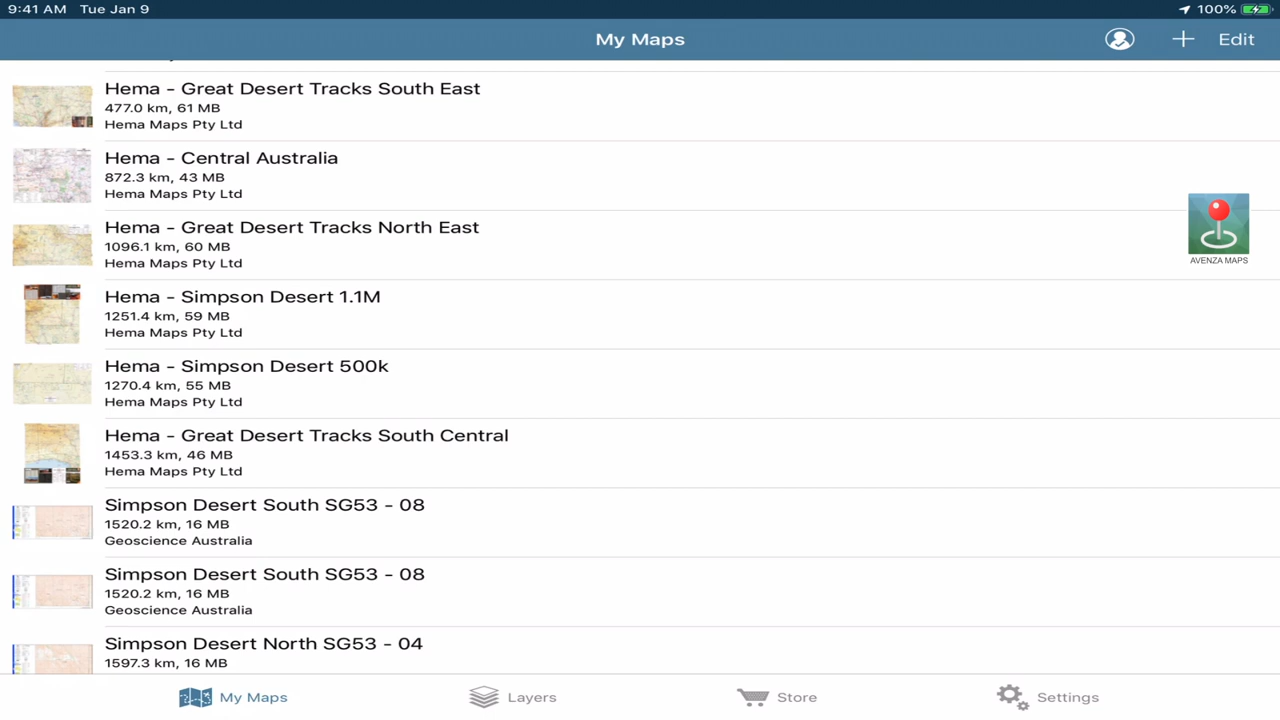 9:41 AM Tue Jan 9 100%
My Maps Edit
Hema - Great Desert Tracks South East
477.0 km, 61 MB
Hema Maps Pty Ltd
Hema - Central Australia
872.3 km, 43 MB
Hema Maps Pty Ltd
Hema - Great Desert Tracks North East
1096.1 km, 60 MB
Hema Maps Pty Ltd
AVENZA MAPS
Hema - Simpson Desert 1.1M
1251.4 km, 59 MB
Hema Maps Pty Ltd
Hema - Simpson Desert 500k
1270.4 km, 55 MB
Hema Maps Pty Ltd
Hema - Great Desert Tracks South Central
1453.3 km, 46 MB
Hema Maps Pty Ltd
Simpson Desert South SG53 - 08
1520.2 km, 16 MB
Geoscience Australia
Simpson Desert South SG53 - 08
1520.2 km, 16 MB
Geoscience Australia
Simpson Desert North SG53 - 04
1597.3 km, 16 MB
My Maps Layers Store Settings